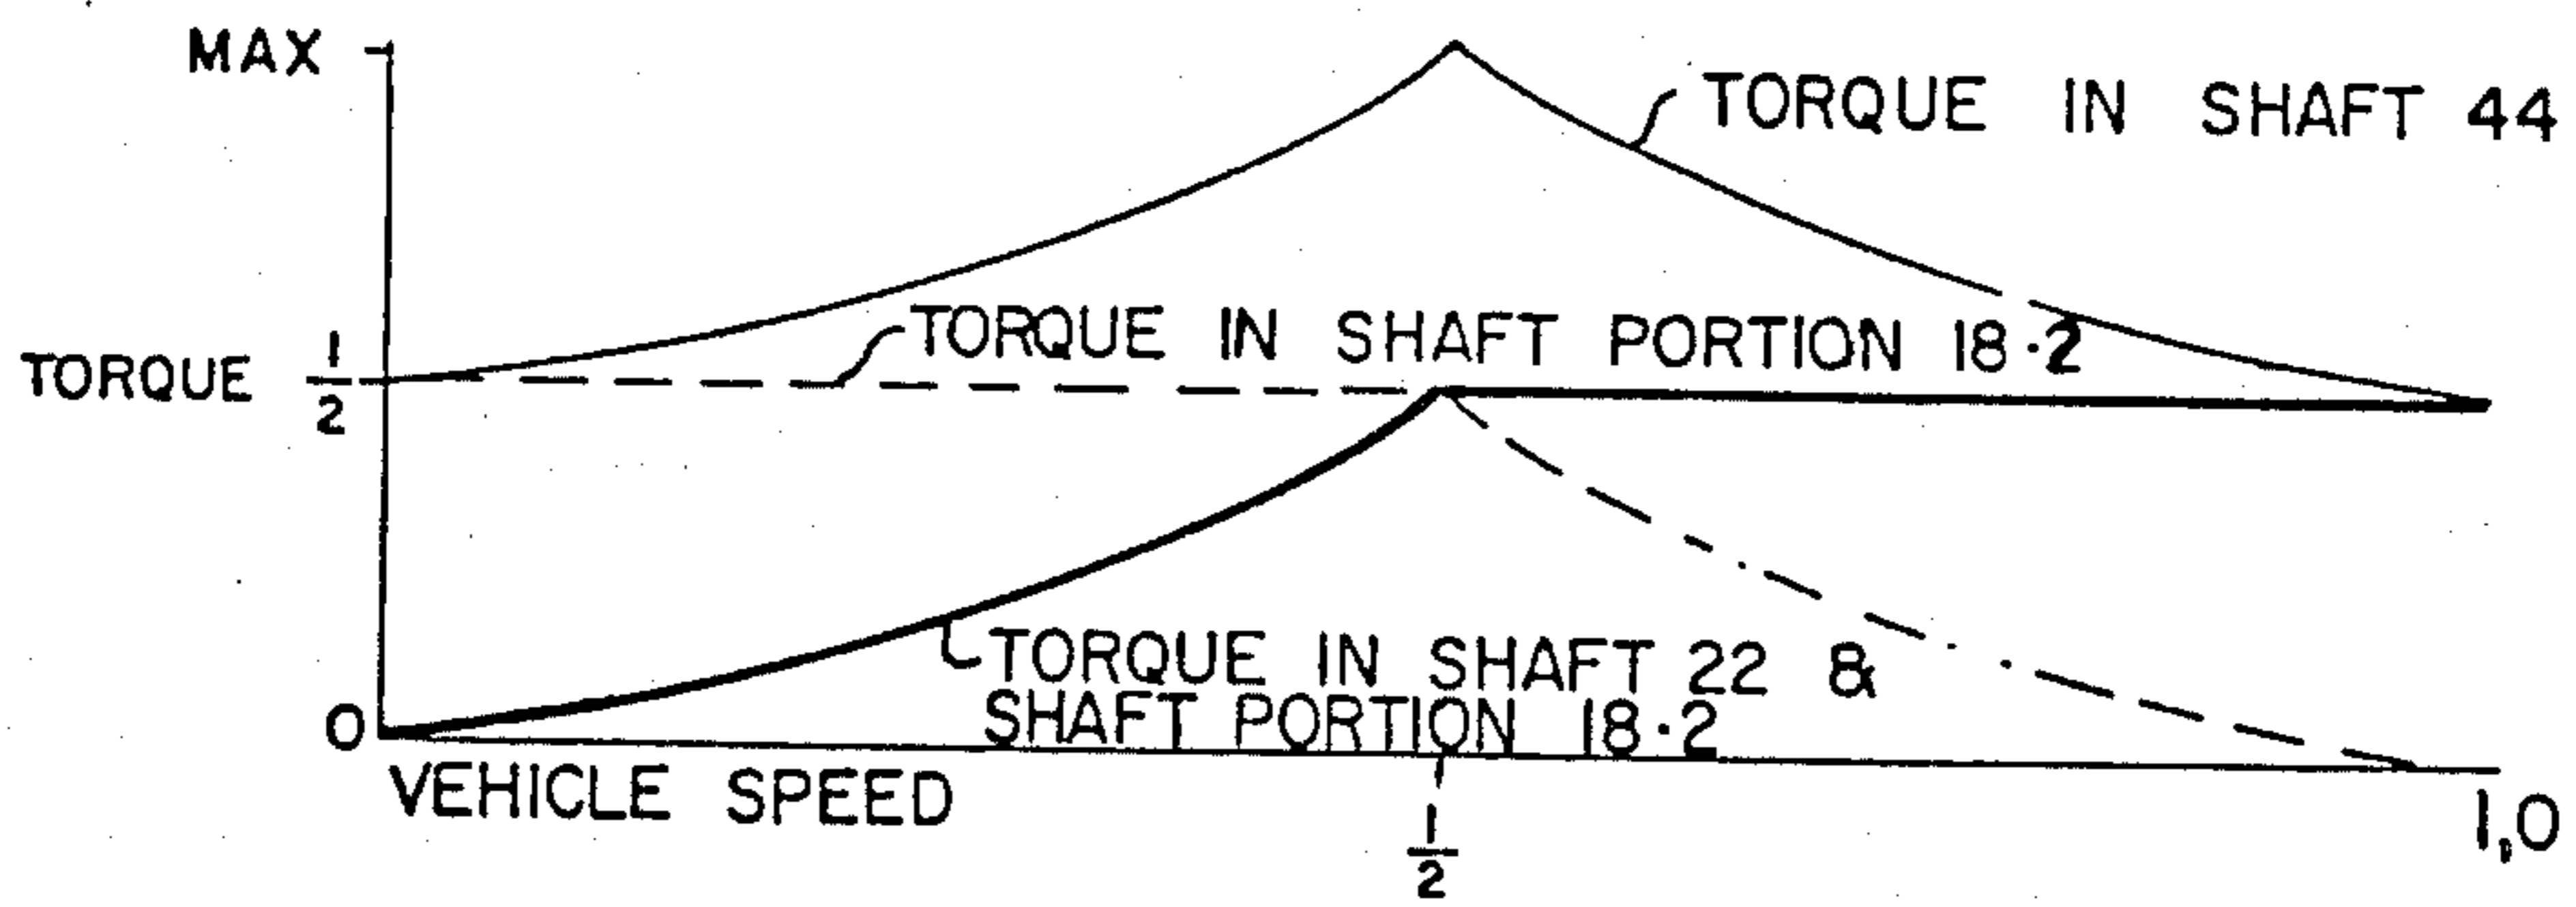 MAX
TORQUE IN SHAFT 44
TORQUE IN SHAFT PORTION 18·2
TORQUE 1/2
TORQUE IN SHAFT 22 &
SHAFT PORTION 18·2
0
VEHICLE SPEED
1/2
1,0